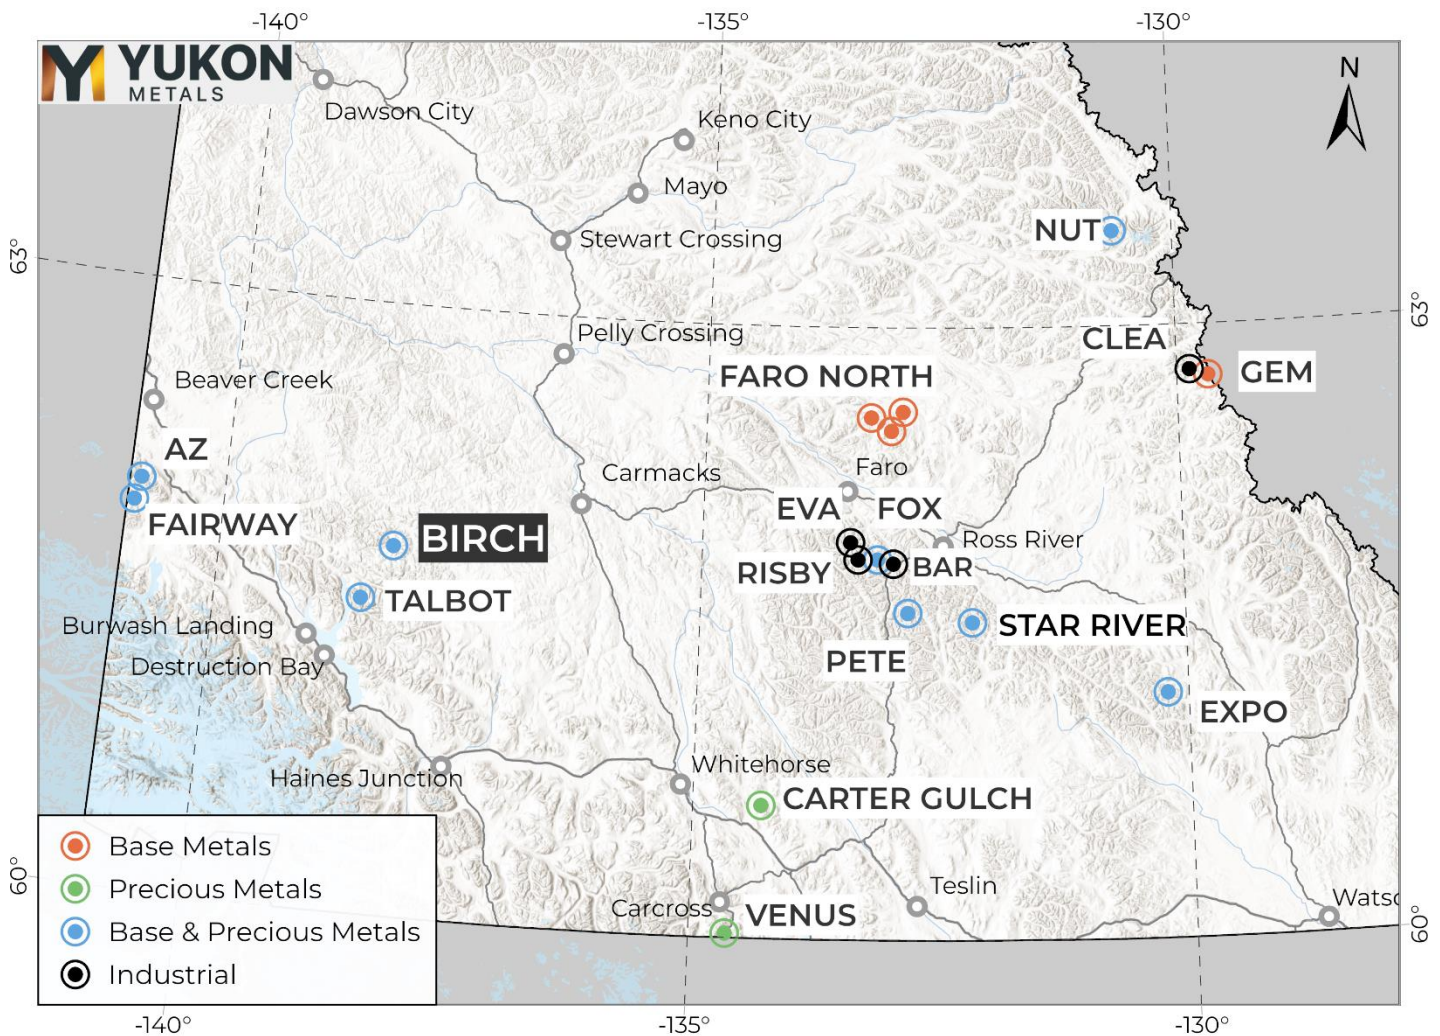 -140°
-135°
-130°
YUKON
METALS
N
Dawson City
Keno City
Mayo
NUT
Stewart Crossing
63°
63°
Pelly Crossing
CLEA
Beaver Creek
FARO NORTH
GEM
AZ
Carmacks
Faro
FAIRWAY
BIRCH
EVA
FOX
Ross River
RISBY
BAR
TALBOT
Burwash Landing
STAR RIVER
Destruction Bay
PETE
EXPO
Haines Junction
Whitehorse
CARTER GULCH
Base Metals
Precious Metals
Base & Precious Metals
Industrial
60°
Teslin
Carcross
VENUS
Watsc
60°
-140°
-135°
-130°